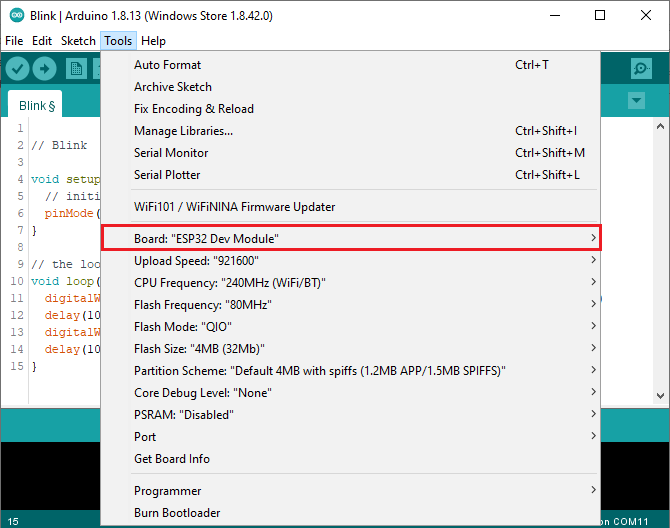 Blink | Arduino 1.8.13 (Windows Store 1.8.42.0)
File Edit Sketch Tools Help
Blink §
Auto Format Ctrl+T
Archive Sketch
Fix Encoding & Reload
Manage Libraries... Ctrl+Shift+I
Serial Monitor Ctrl+Shift+M
Serial Plotter Ctrl+Shift+L
WiFi101 / WiFiNINA Firmware Updater
Board: "ESP32 Dev Module"
Upload Speed: "921600"
CPU Frequency: "240MHz (WiFi/BT)"
Flash Frequency: "80MHz"
Flash Mode: "QIO"
Flash Size: "4MB (32Mb)"
Partition Scheme: "Default 4MB with spiffs (1.2MB APP/1.5MB SPIFFS)"
Core Debug Level: "None"
PSRAM: "Disabled"
Port
Get Board Info
Programmer
Burn Bootloader
1
2 // Blink
3
4 void setup
5 // initi
6 pinMode(
7 }
8
9 // the loo
10 void loop(
11 digitalW
12 delay(10
13 digitalW
14 delay(10
15 }
15 on COM11